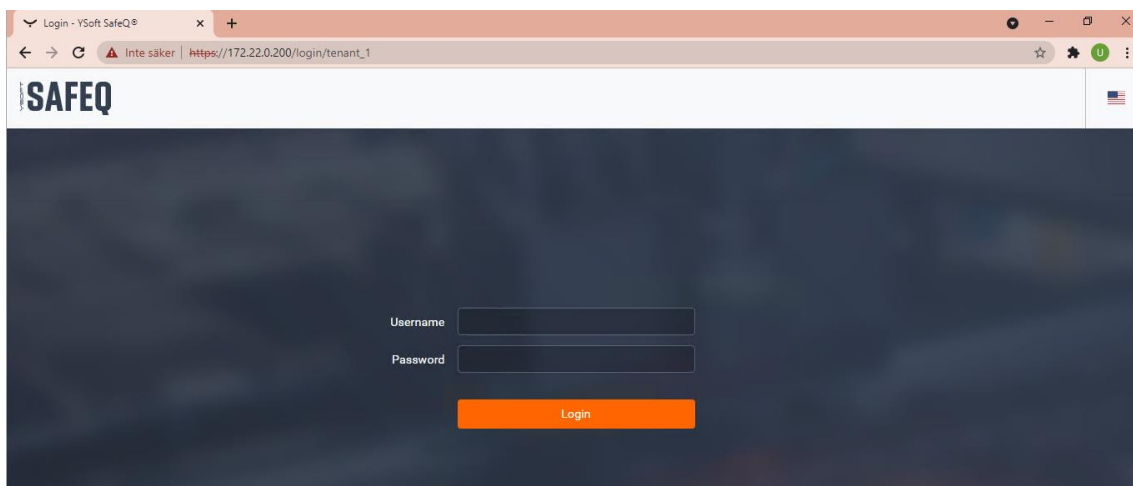 Login - YSoft SafeQ®
Inte säker | https://172.22.0.200/login/tenant_1
U
SAFEQ
Username
Password
Login